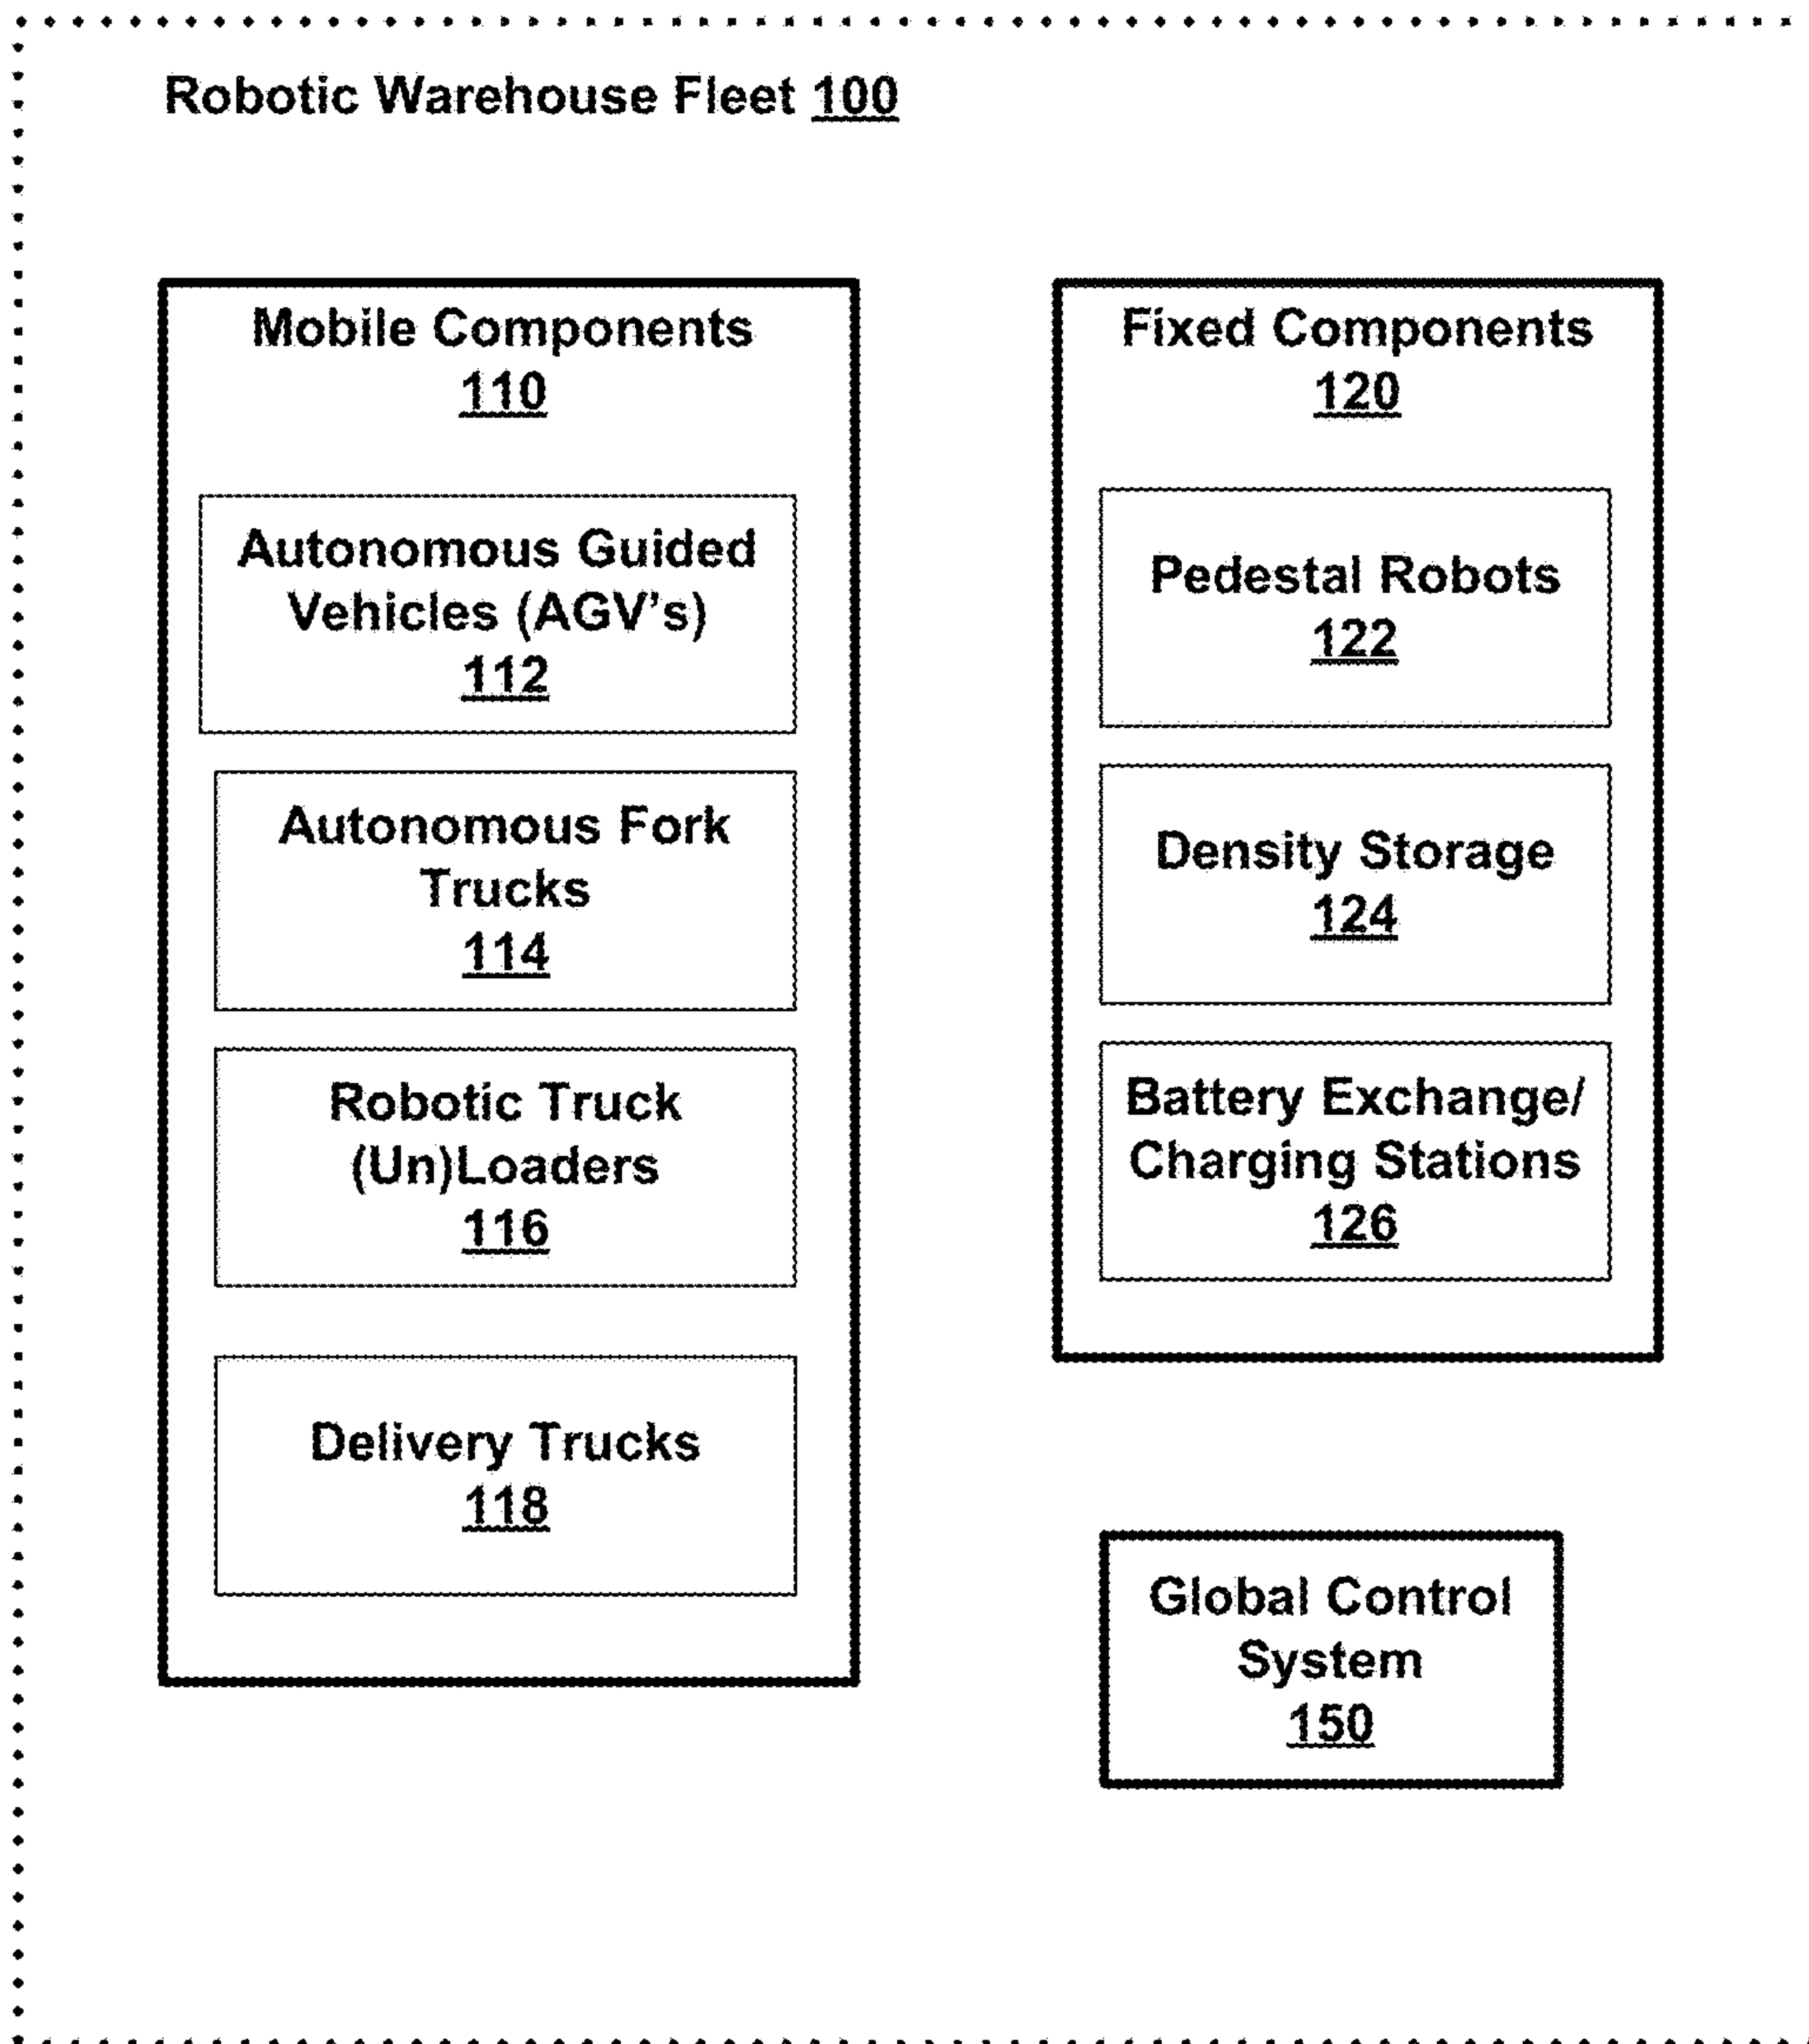 Robotic Warehouse Fleet 100
Mobile Components
110
Autonomous Guided
Vehicles (AGV's)
112
Autonomous Fork
Trucks
114
Robotic Truck
(Un)Loaders
116
Delivery Trucks
118
Fixed Components
120
Pedestal Robots
122
Density Storage
124
Battery Exchange/
Charging Stations
126
Global Control
System
150